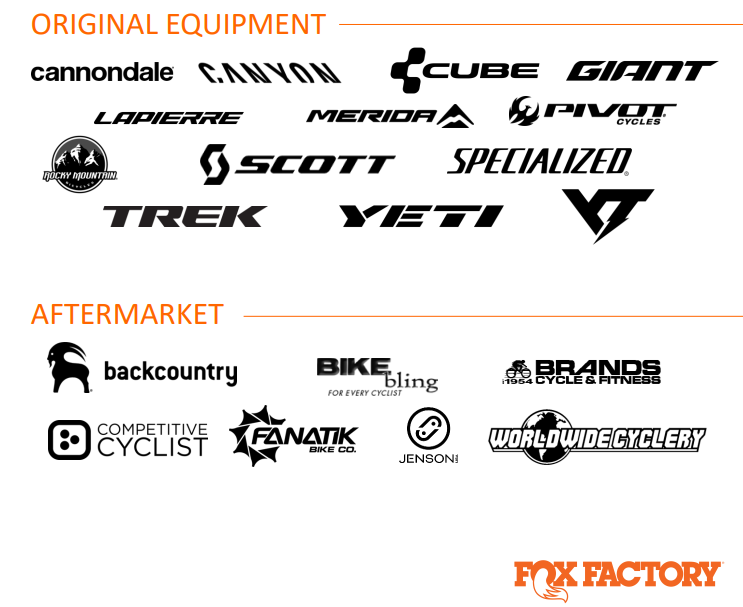 ORIGINAL EQUIPMENT
cannondale
CANYON
CUBE
GIANT
LAPIERRE
MERIDA
PIVOT
CYCLES
ROCKY MOUNTAIN
BICYCLES
SCOTT
SPECIALIZED
TREK
YETI
YT
AFTERMARKET
backcountry
BIKE
bling
FOR EVERY CYCLIST
BRANDS
1954 CYCLE & FITNESS
COMPETITIVE
CYCLIST
FANATIK
BIKE CO.
JENSON USA
WORLDWIDE CYCLERY
FOX FACTORY